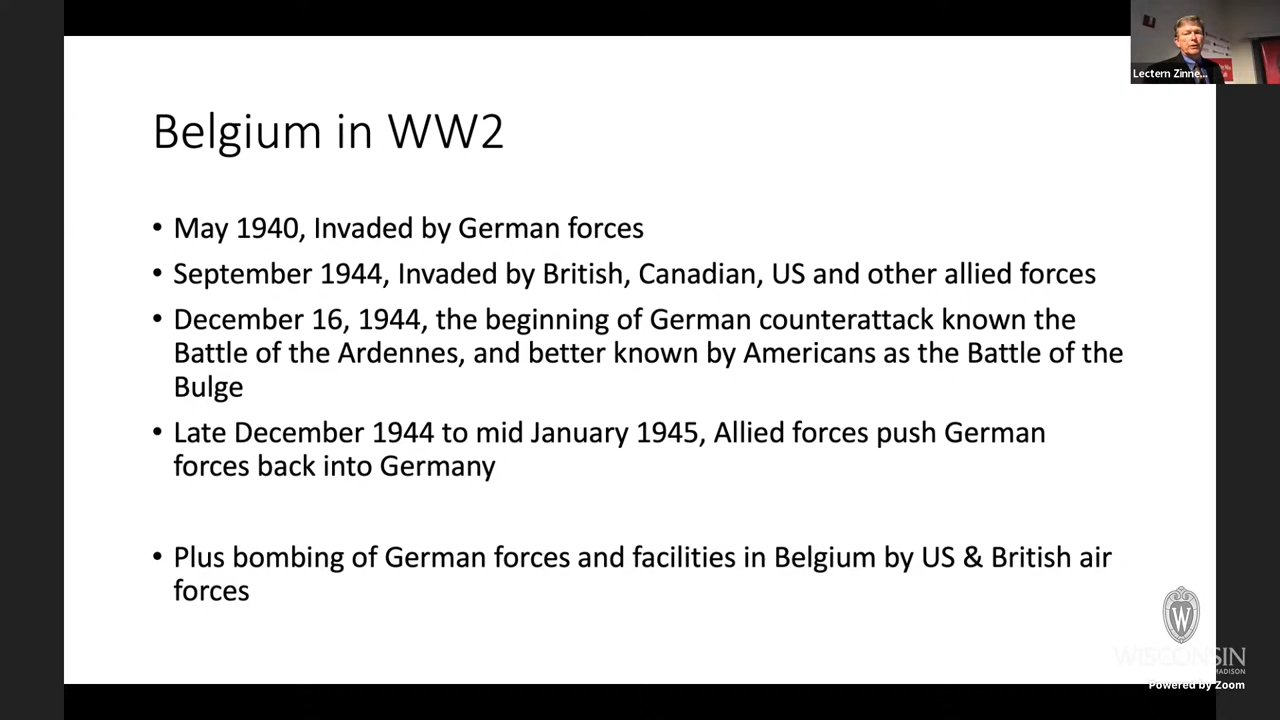 Lectern Zinne...
Belgium in WW2
• May 1940, Invaded by German forces
• September 1944, Invaded by British, Canadian, US and other allied forces
• December 16, 1944, the beginning of German counterattack known the
Battle of the Ardennes, and better known by Americans as the Battle of the
Bulge
• Late December 1944 to mid January 1945, Allied forces push German
forces back into Germany
• Plus bombing of German forces and facilities in Belgium by US & British air
forces
W
WISCONSIN
MADISON
Powered by Zoom